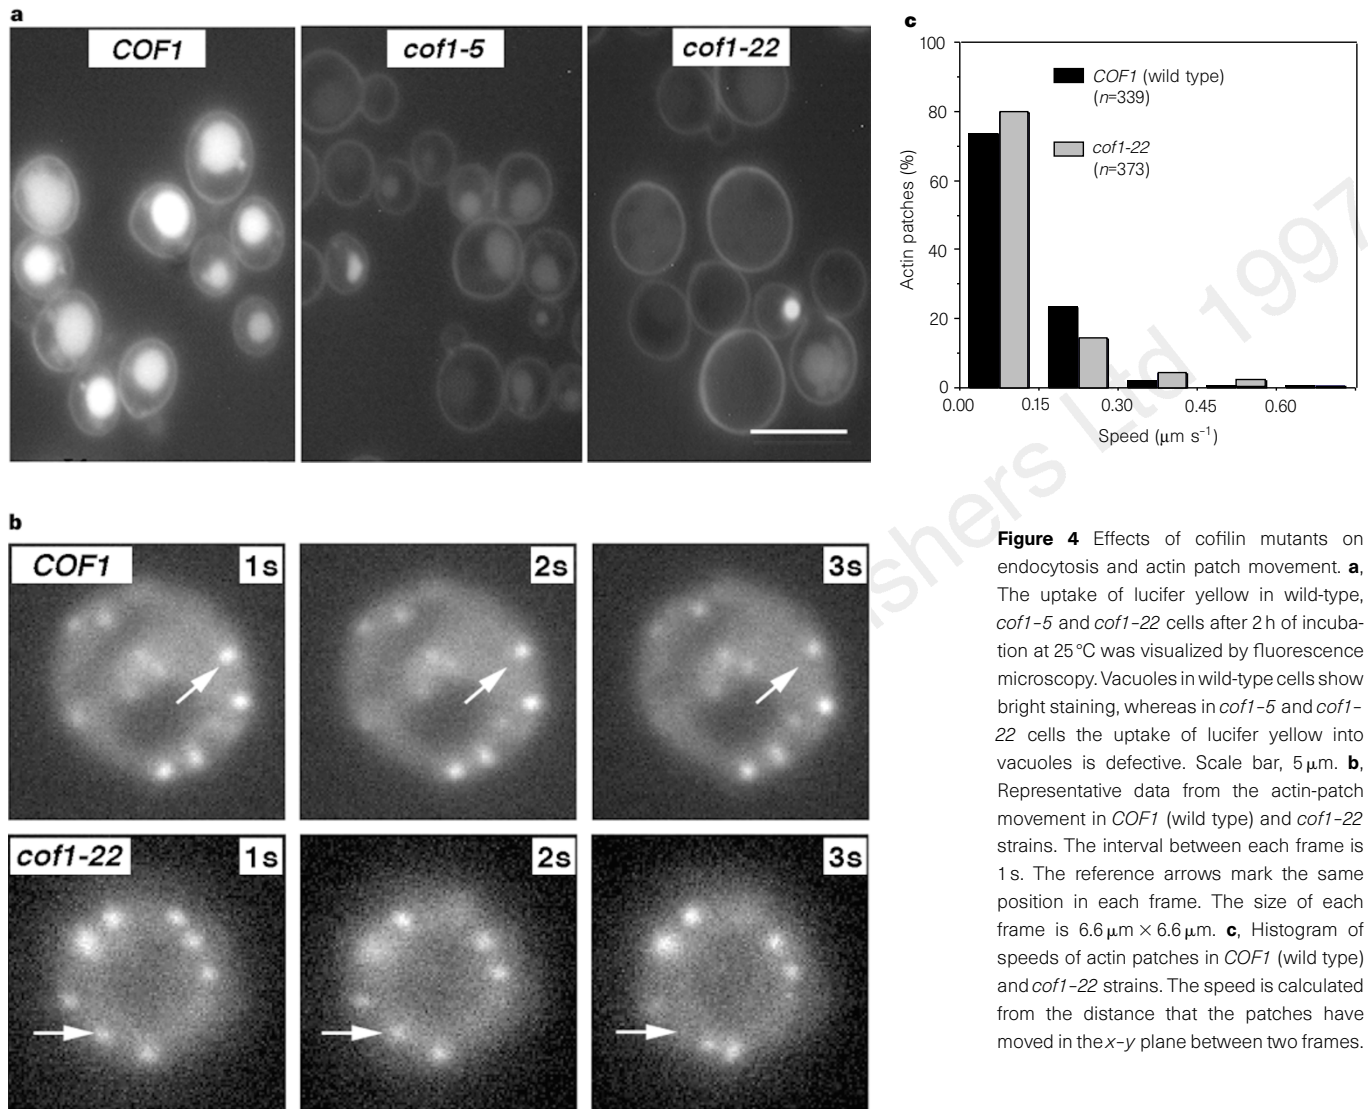 a
COF1
cof1-5
cof1-22
c
100
80
60
40
20
0
Actin patches (%)
COF1 (wild type)
(n=339)
cof1-22
(n=373)
0.00 0.15 0.30 0.45 0.60
Speed (μm s⁻¹)
b
COF1 1s 2s 3s
cof1-22 1s 2s 3s
Figure 4 Effects of cofilin mutants on
endocytosis and actin patch movement. a,
The uptake of lucifer yellow in wild-type,
cof1-5 and cof1-22 cells after 2 h of incuba-
tion at 25 °C was visualized by fluorescence
microscopy. Vacuoles in wild-type cells show
bright staining, whereas in cof1-5 and cof1-
22 cells the uptake of lucifer yellow into
vacuoles is defective. Scale bar, 5 μm. b,
Representative data from the actin-patch
movement in COF1 (wild type) and cof1-22
strains. The interval between each frame is
1 s. The reference arrows mark the same
position in each frame. The size of each
frame is 6.6 μm × 6.6 μm. c, Histogram of
speeds of actin patches in COF1 (wild type)
and cof1-22 strains. The speed is calculated
from the distance that the patches have
moved in the x-y plane between two frames.
shers Ltd 1997